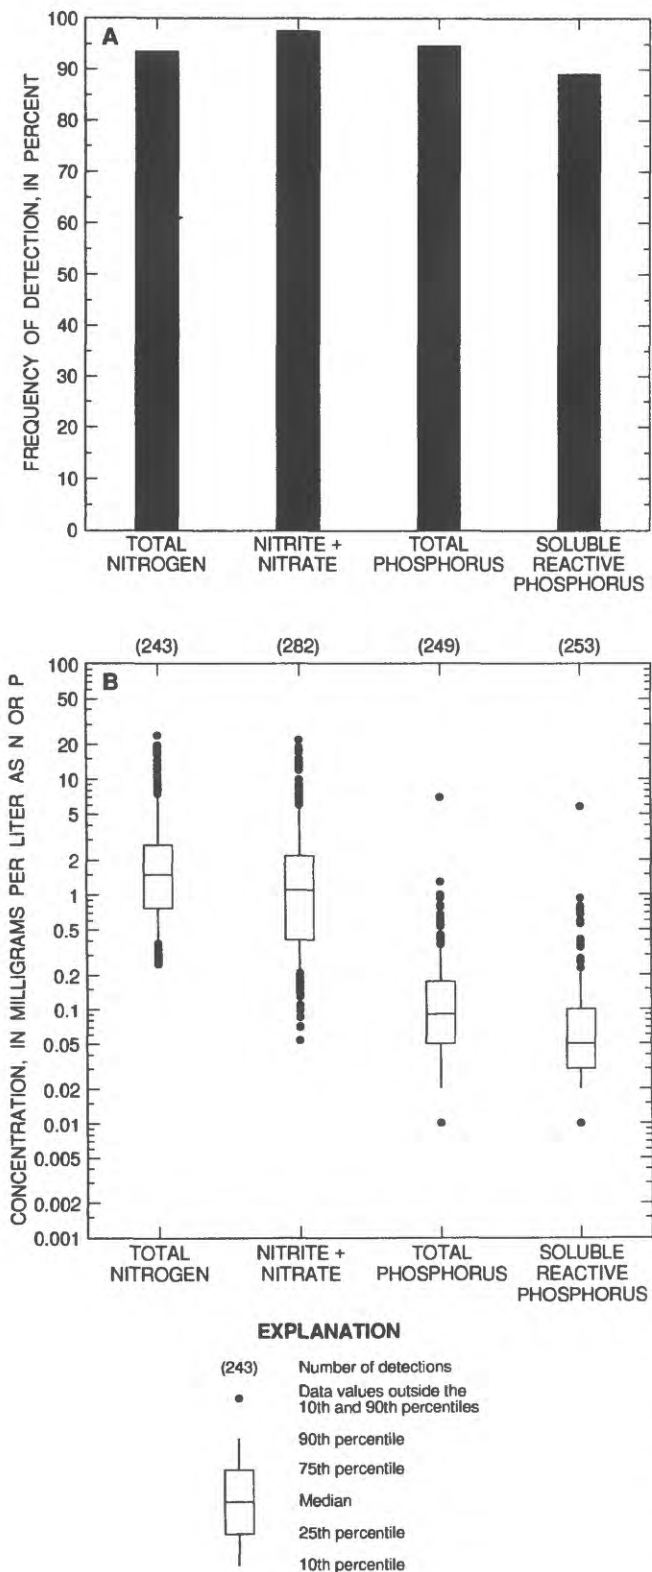 A
FREQUENCY OF DETECTION, IN PERCENT
100
90
80
70
60
50
40
30
20
10
0
TOTAL
NITROGEN
NITRITE +
NITRATE
TOTAL
PHOSPHORUS
SOLUBLE
REACTIVE
PHOSPHORUS
(243) (282) (249) (253)
B
CONCENTRATION, IN MILLIGRAMS PER LITER AS N OR P
100
50
20
10
5
2
1
0.5
0.2
0.1
0.05
0.02
0.01
0.005
0.002
0.001
TOTAL
NITROGEN
NITRITE +
NITRATE
TOTAL
PHOSPHORUS
SOLUBLE
REACTIVE
PHOSPHORUS
EXPLANATION
(243) Number of detections
Data values outside the
10th and 90th percentiles
90th percentile
75th percentile
Median
25th percentile
10th percentile